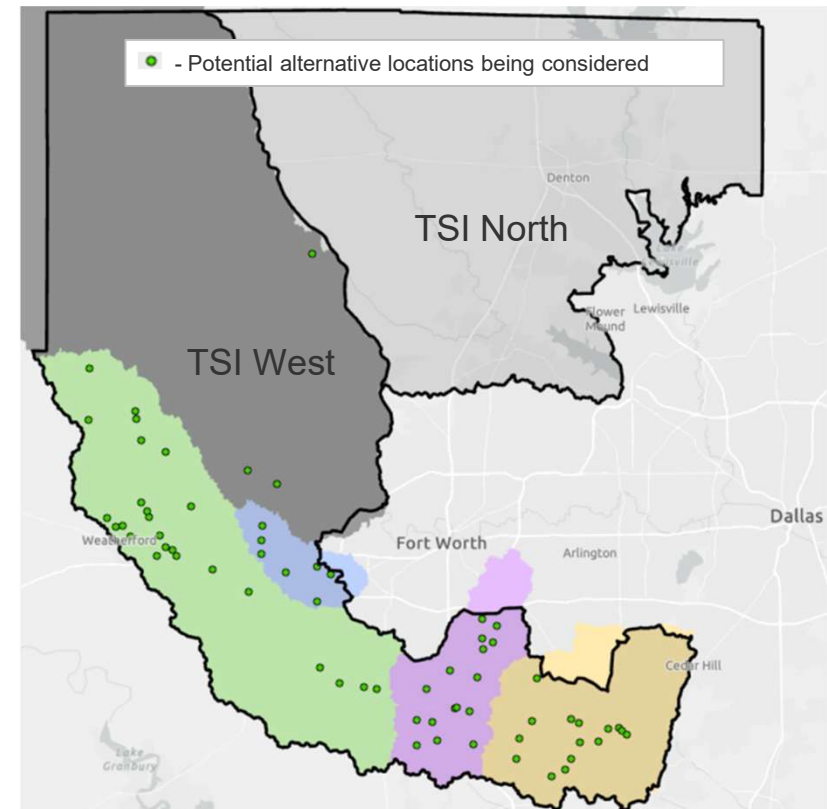 - Potential alternative locations being considered
Denton
TSI North
Lake
Lewisville
Flower
Mound
Lewisville
TSI West
Dallas
Weatherford
Fort Worth
Arlington
Cedar Hill
Lake
Granbury